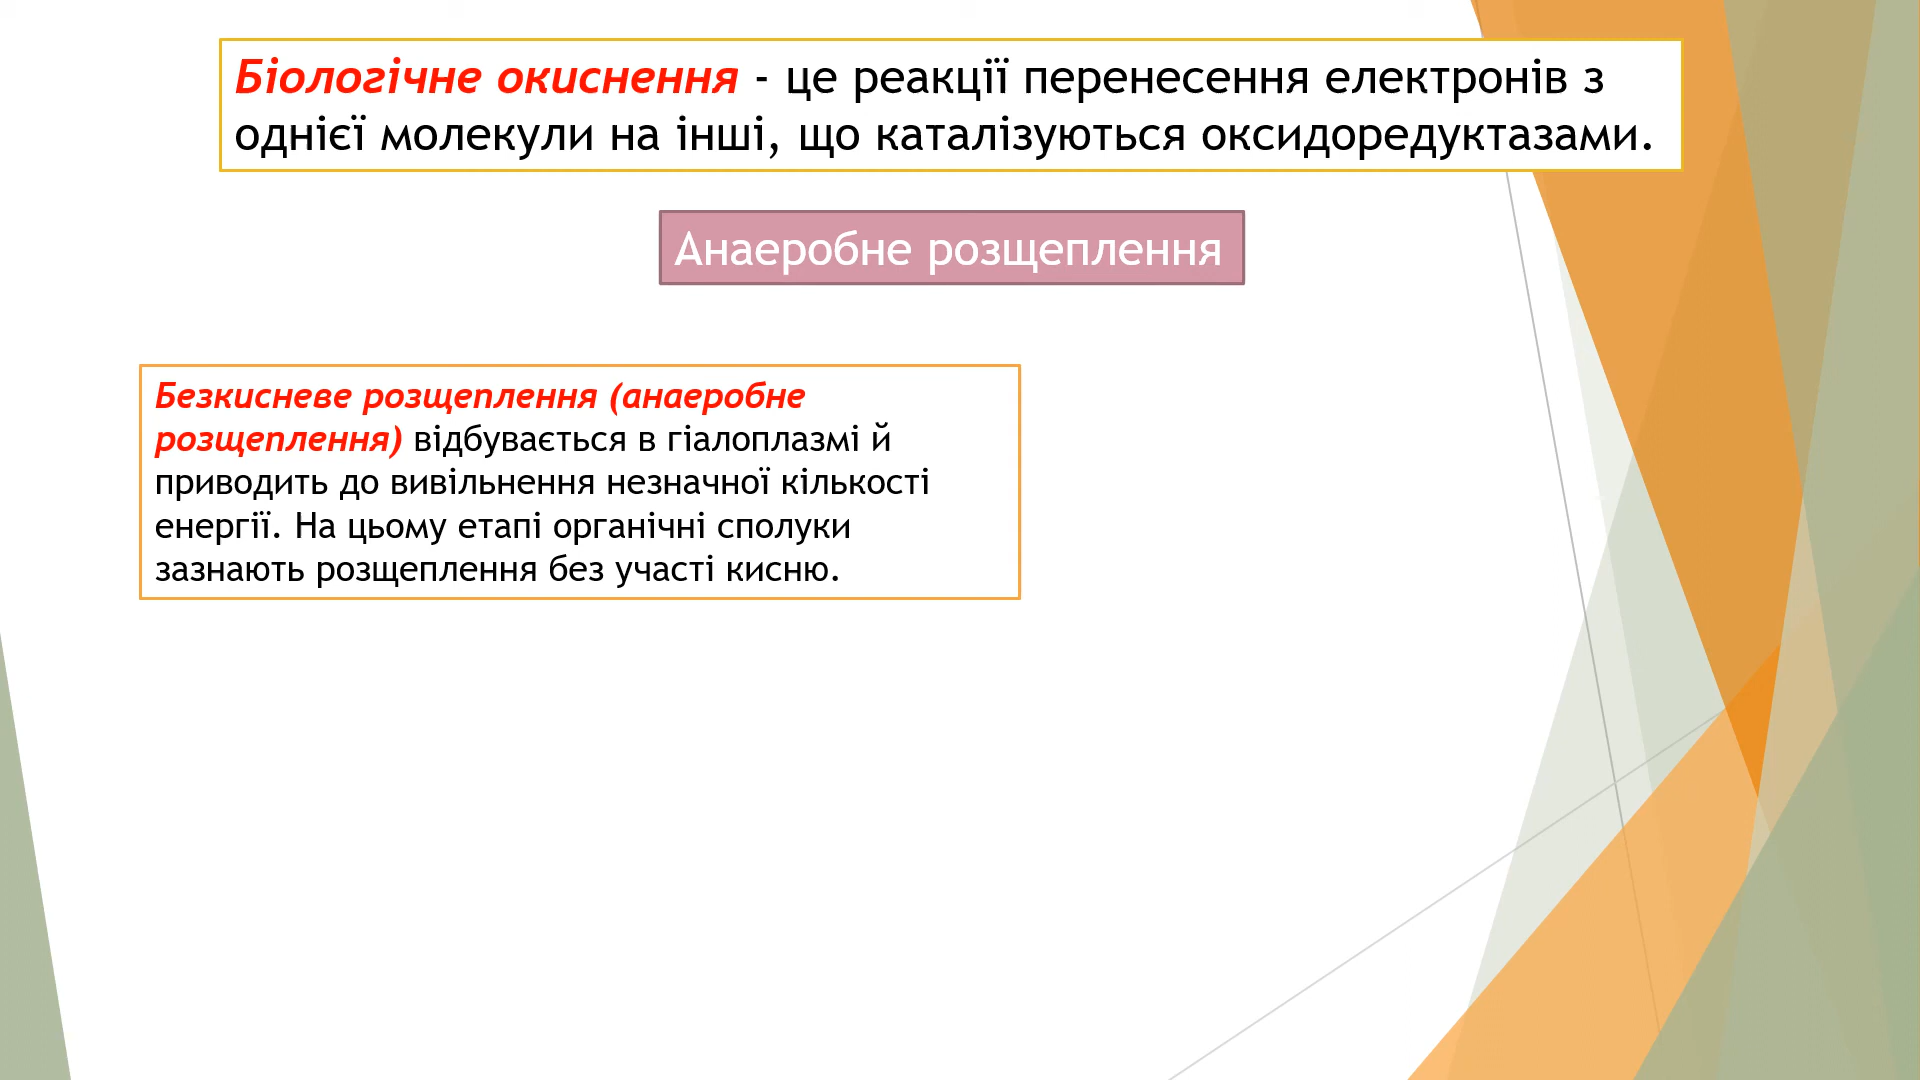 Біологічне окиснення - це реакції перенесення електронів з
однієї молекули на інші, що каталізуються оксидоредуктазами.
Анаеробне розщеплення
Безкисневе розщеплення (анаеробне
розщеплення) відбувається в гіалоплазмі й
приводить до вивільнення незначної кількості
енергії. На цьому етапі органічні сполуки
зазнають розщеплення без участі кисню.